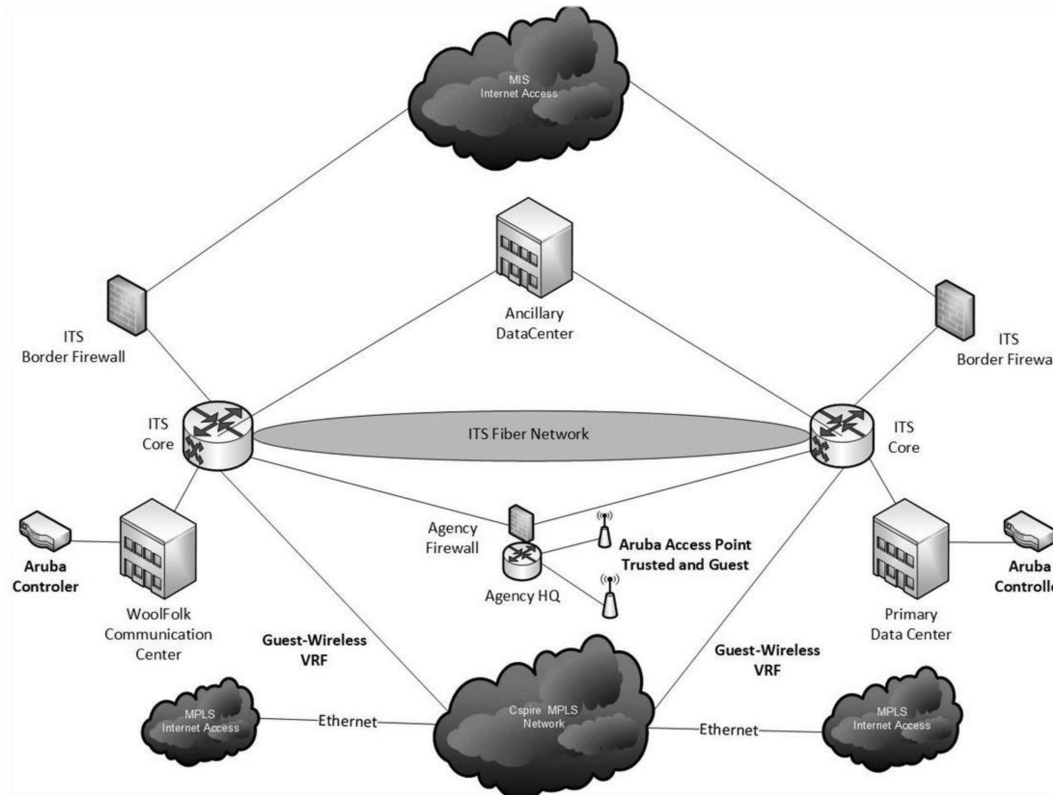 MIS
Internet Access
Ancillary
DataCenter
ITS
Border Firewall
ITS
Border Firewa
ITS
Core
ITS Fiber Network
ITS
Core
Agency
Firewall
Aruba Access Point
Trusted and Guest
Agency HQ
Aruba
Controler
WoolFolk
Communication
Center
Primary
Data Center
Aruba
Controlle
Guest-Wireless
VRF
Guest-Wireless
VRF
MPLS
Internet Access
Ethernet
Cspire MPLS
Network
Ethernet
MPLS
Internet Access